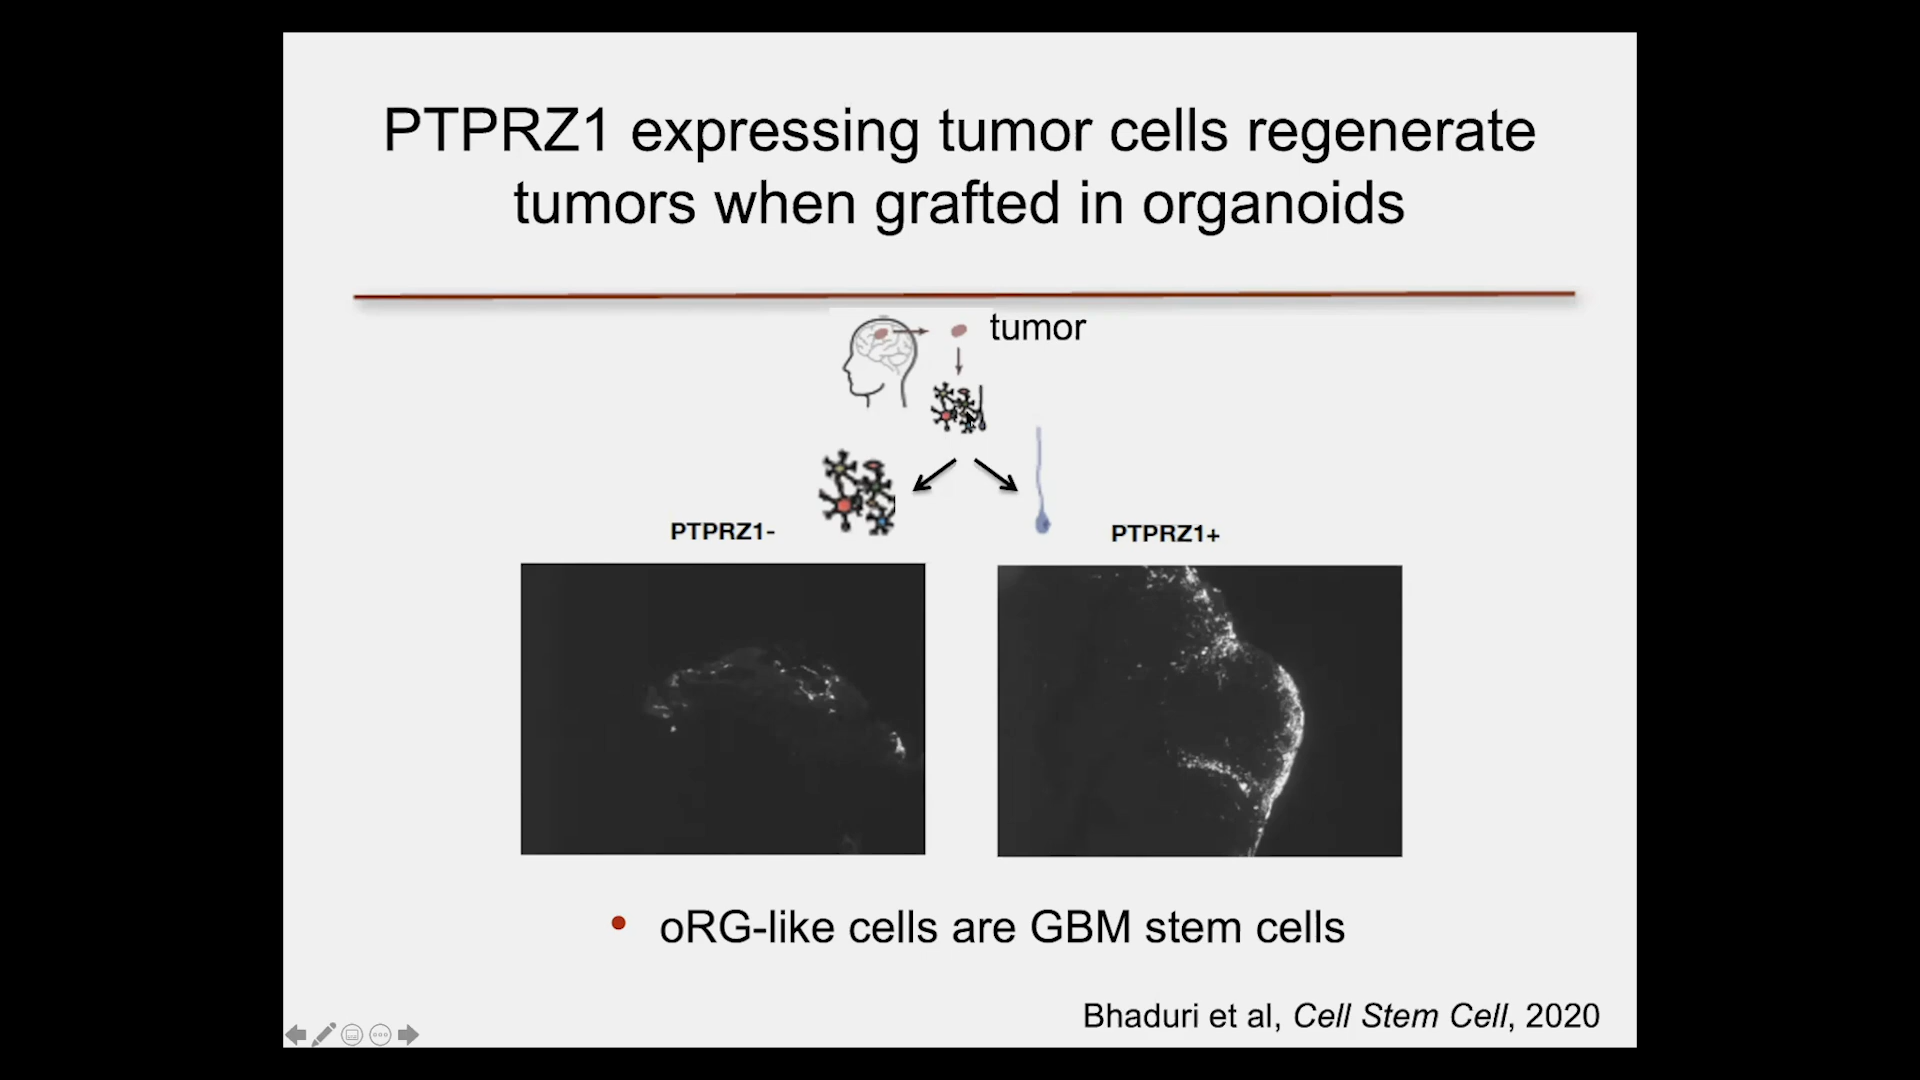 PTPRZ1 expressing tumor cells regenerate
tumors when grafted in organoids
tumor
PTPRZ1-
PTPRZ1+
• oRG-like cells are GBM stem cells
Bhaduri et al, Cell Stem Cell, 2020